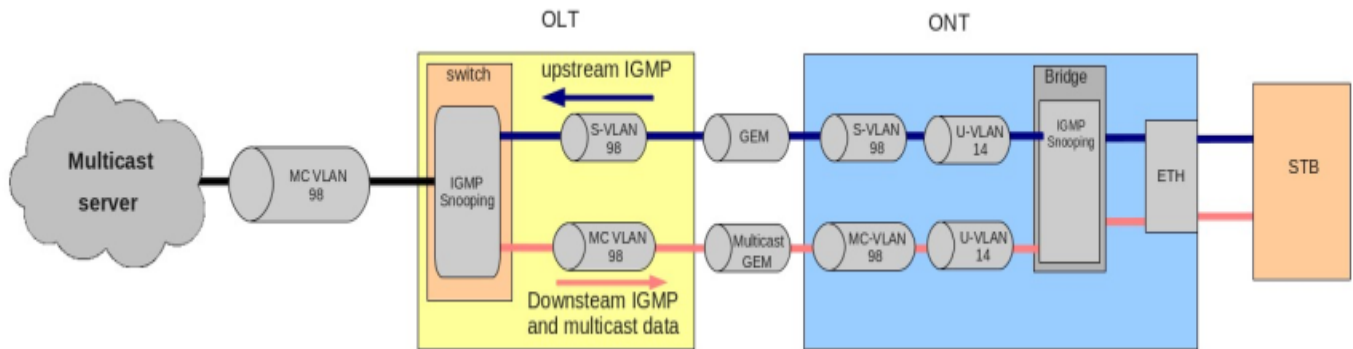 OLT
ONT
switch
upstream IGMP
Bridge
S-VLAN
98
GEM
S-VLAN
98
U-VLAN
14
IGMP
Snooping
Multicast
server
MC VLAN
98
IGMP
Snooping
ETH
STB
MC VLAN
98
Multicast
GEM
MC-VLAN
98
U-VLAN
14
Downsteam IGMP
and multicast data